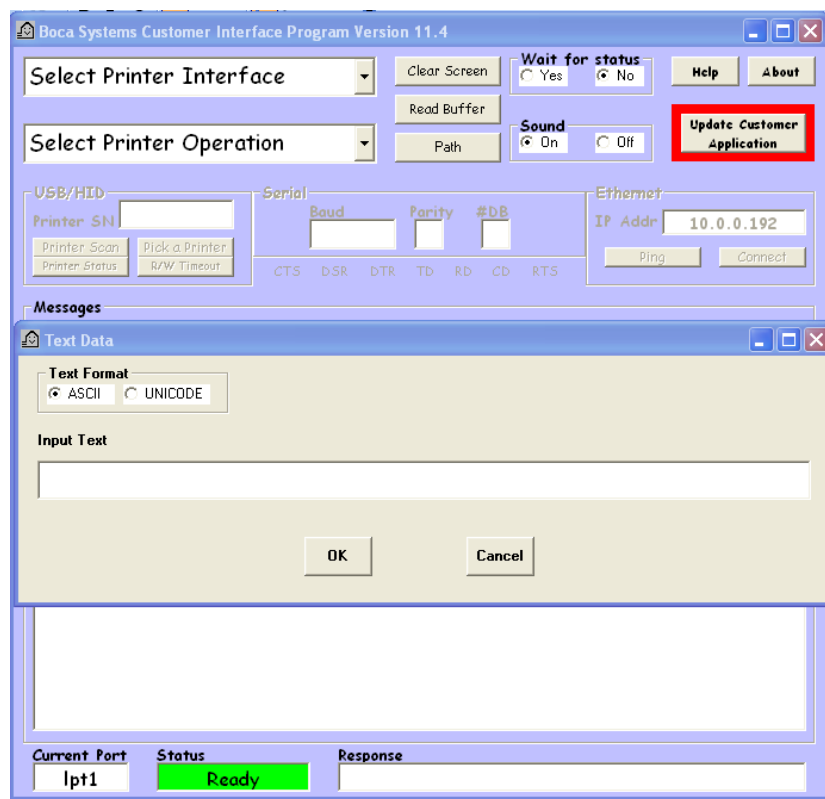 Boca Systems Customer Interface Program Version 11.4
Select Printer Interface
Clear Screen
Wait for status
Yes No
Help About
Read Buffer
Select Printer Operation
Path
Sound
On Off
Update Customer
Application
USB/HID
Printer SN
Printer Scan Pick a Printer
Printer Status R/W Timeout
Serial
Baud Parity #DB
CTS DSR DTR TD RD CD RTS
Ethernet
IP Addr 10.0.0.192
Ping Connect
Messages
Text Data
Text Format
ASCII UNICODE
Input Text
OK Cancel
Current Port Status Response
lpt1 Ready